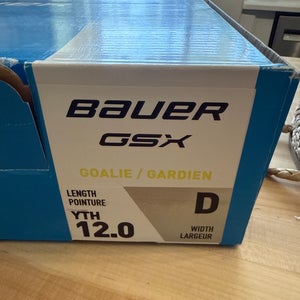 BAUER
GSX
GOALIE / GARDIEN
LENGTH
POINTURE
YTH
12.0
D
WIDTH
LARGEUR